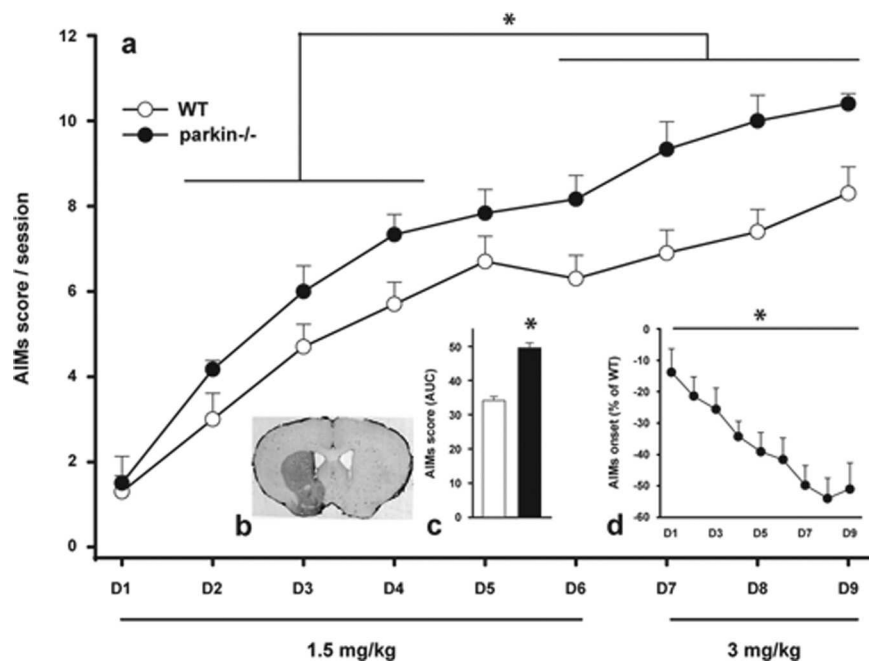 *
a
WT
parkin-/-
AIMs score / session
12
10
8
6
4
2
0
D1 D2 D3 D4 D5 D6 D7 D8 D9
1.5 mg/kg 3 mg/kg
b
*
AIMs score (AUC)
50
40
30
20
10
0
c
*
AIMs onset (% of WT)
-0
-10
-20
-30
-40
-50
-60
D1 D3 D5 D7 D9
d